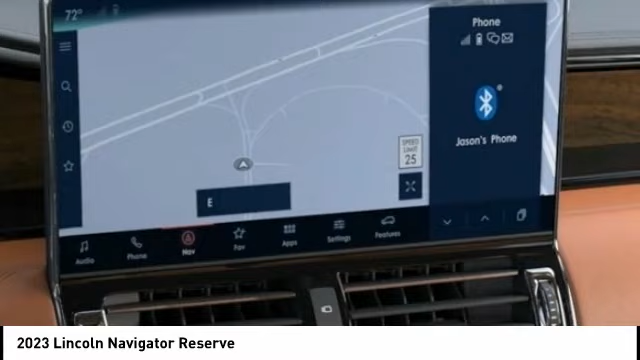 72°
Phone
Jason's Phone
SPEED
LIMIT
25
E
Audio
Phone
Nav
Fav
Apps
Settings
Features
2023 Lincoln Navigator Reserve